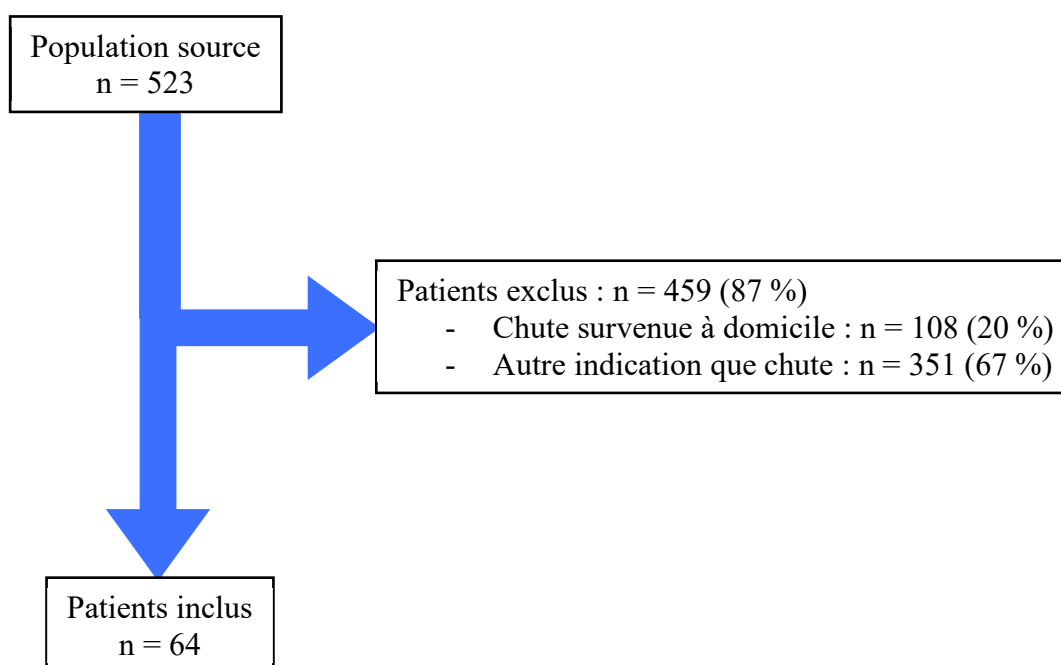 Population source
n = 523
Patients exclus : n = 459 (87 %)
- Chute survenue à domicile : n = 108 (20 %)
- Autre indication que chute : n = 351 (67 %)
Patients inclus
n = 64